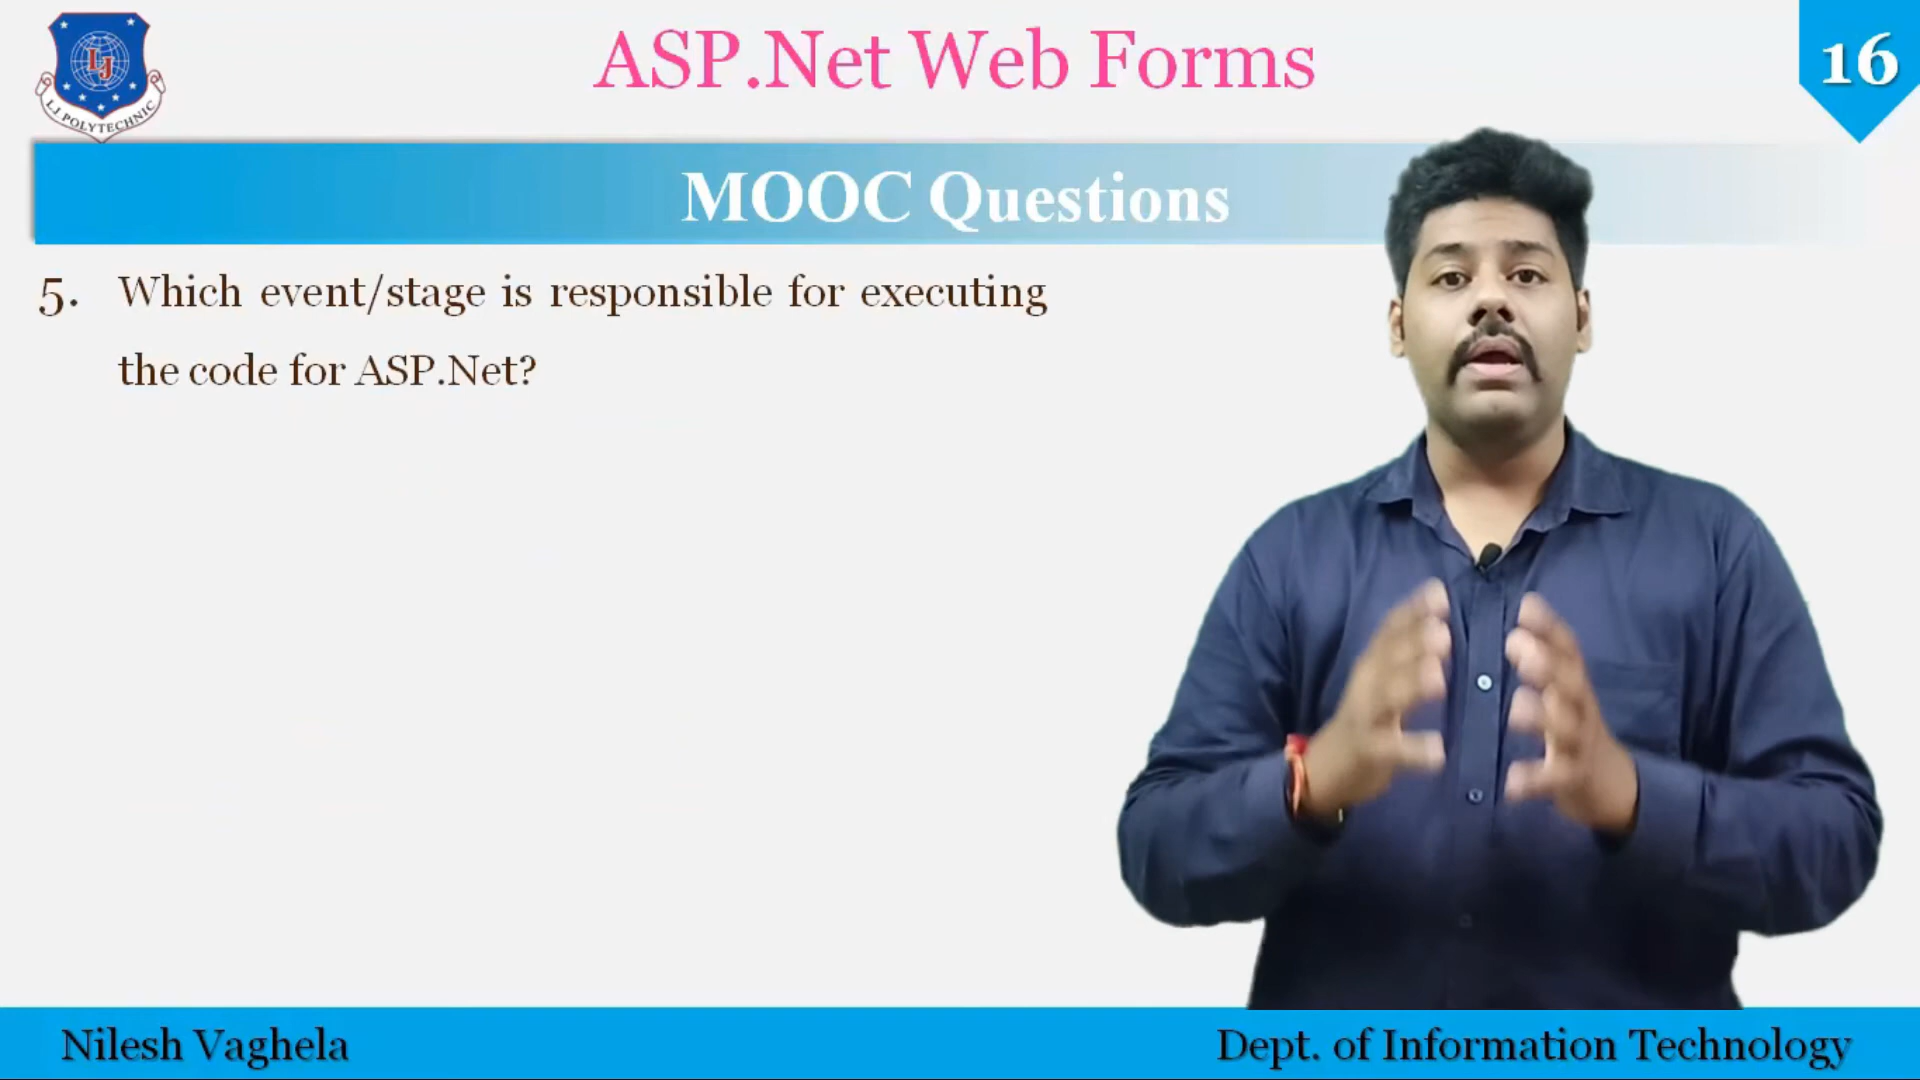 ASP.Net Web Forms
16
LJ
LJ POLYTECHNIC
MOOC Questions
5. Which event/stage is responsible for executing
the code for ASP.Net?
Nilesh Vaghela
Dept. of Information Technology